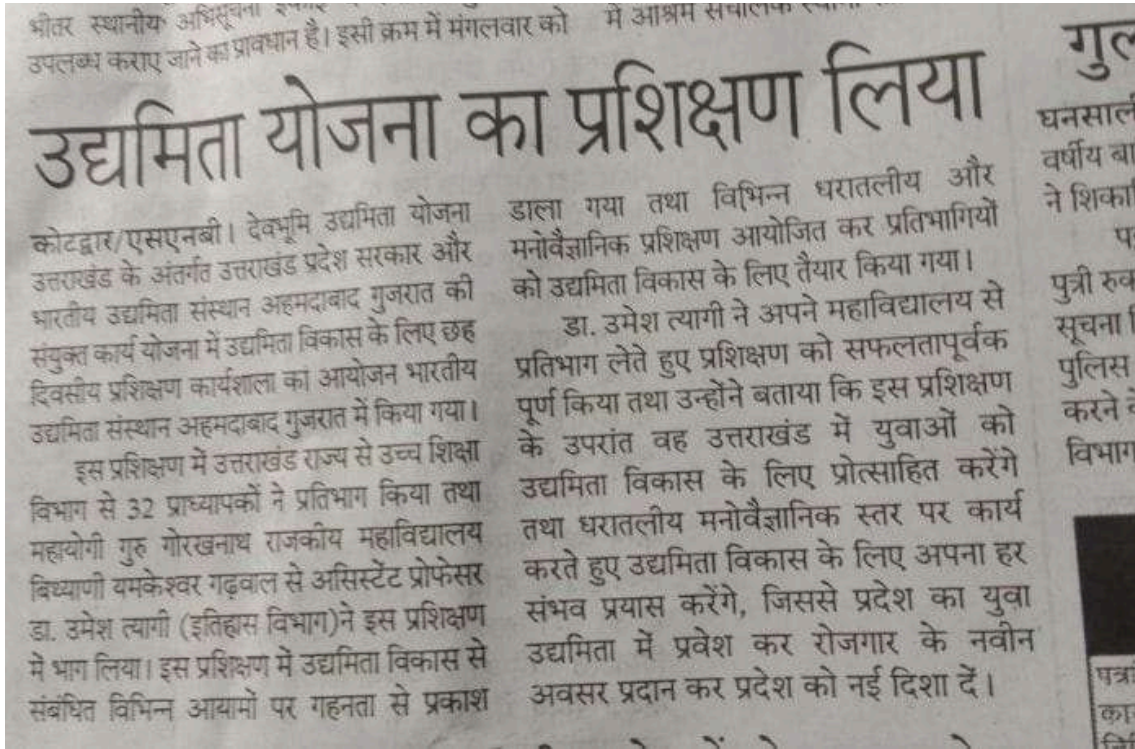 भीतर स्थानीय अधिसूचना
उपलब्ध कराए जाने का प्रावधान है। इसी क्रम में मंगलवार को
में आश्रम संचालक
उद्यमिता योजना का प्रशिक्षण लिया
कोटद्वार/एसएनबी। देवभूमि उद्यमिता योजना
उत्तराखंड के अंतर्गत उत्तराखंड प्रदेश सरकार और
भारतीय उद्यमिता संस्थान अहमदाबाद गुजरात की
संयुक्त कार्य योजना में उद्यमिता विकास के लिए छह
दिवसीय प्रशिक्षण कार्यशाला का आयोजन भारतीय
उद्यमिता संस्थान अहमदाबाद गुजरात में किया गया।
इस प्रशिक्षण में उत्तराखंड राज्य से उच्च शिक्षा
विभाग से 32 प्राध्यापकों ने प्रतिभाग किया तथा
महायोगी गुरु गोरखनाथ राजकीय महाविद्यालय
बिथ्याणी यमकेश्वर गढ़वाल से असिस्टेंट प्रोफेसर
डा. उमेश त्यागी (इतिहास विभाग)ने इस प्रशिक्षण
में भाग लिया। इस प्रशिक्षण में उद्यमिता विकास से
संबंधित विभिन्न आयामों पर गहनता से प्रकाश
डाला गया तथा विभिन्न धरातलीय और
मनोवैज्ञानिक प्रशिक्षण आयोजित कर प्रतिभागियों
को उद्यमिता विकास के लिए तैयार किया गया।
डा. उमेश त्यागी ने अपने महाविद्यालय से
प्रतिभाग लेते हुए प्रशिक्षण को सफलतापूर्वक
पूर्ण किया तथा उन्होंने बताया कि इस प्रशिक्षण
के उपरांत वह उत्तराखंड में युवाओं को
उद्यमिता विकास के लिए प्रोत्साहित करेंगे
तथा धरातलीय मनोवैज्ञानिक स्तर पर कार्य
करते हुए उद्यमिता विकास के लिए अपना हर
संभव प्रयास करेंगे, जिससे प्रदेश का युवा
उद्यमिता में प्रवेश कर रोजगार के नवीन
अवसर प्रदान कर प्रदेश को नई दिशा दें।
वर्षीय
ने
पुत्री
सूचना
पुलिस
करने
विभाग